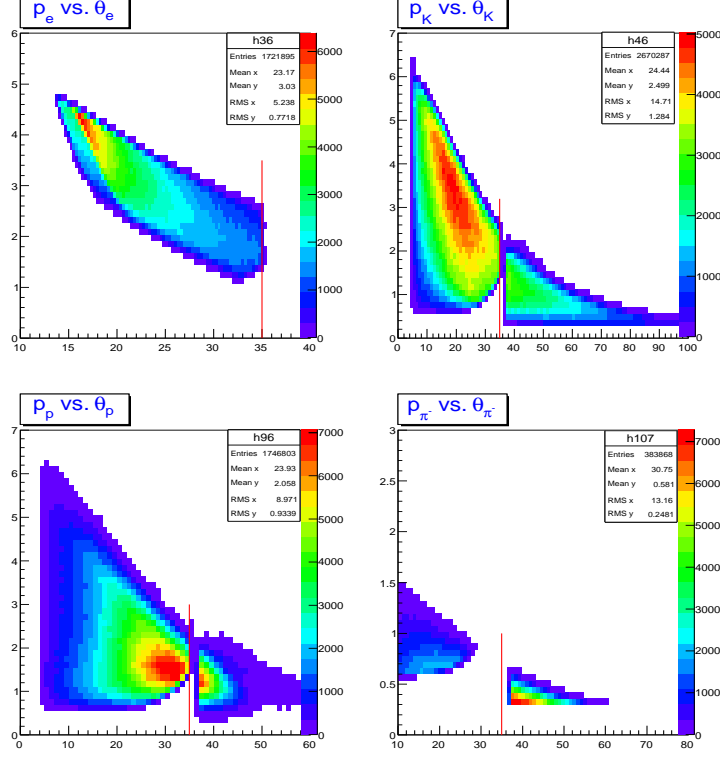 p_e vs. θ_e
h36
Entries 1721895
Mean x 23.17
Mean y 3.03
RMS x 5.238
RMS y 0.7718
6
5
4
3
2
1
0
10 15 20 25 30 35 40
6000
5000
4000
3000
2000
1000
0
p_K vs. θ_K
h46
Entries 2670287
Mean x 24.44
Mean y 2.499
RMS x 14.71
RMS y 1.284
7
6
5
4
3
2
1
0
0 10 20 30 40 50 60 70 80 90 100
5000
4000
3000
2000
1000
0
p_p vs. θ_p
h96
Entries 1746803
Mean x 23.93
Mean y 2.058
RMS x 8.971
RMS y 0.9339
7
6
5
4
3
2
1
0
0 10 20 30 40 50 60
7000
6000
5000
4000
3000
2000
1000
0
p_π- vs. θ_π-
h107
Entries 383868
Mean x 30.75
Mean y 0.581
RMS x 13.16
RMS y 0.2481
3
2.5
2
1.5
1
0.5
0
10 20 30 40 50 60 70 80
7000
6000
5000
4000
3000
2000
1000
0